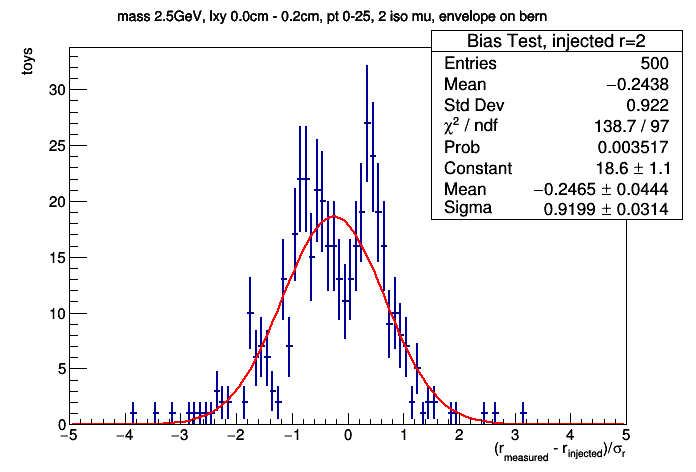 mass 2.5GeV, lxy 0.0cm - 0.2cm, pt 0-25, 2 iso mu, envelope on bern
Bias Test, injected r=2
Entries 500
Mean −0.2438
Std Dev 0.922
χ² / ndf 138.7 / 97
Prob 0.003517
Constant 18.6 ± 1.1
Mean −0.2465 ± 0.0444
Sigma 0.9199 ± 0.0314
toys
30
25
20
15
10
5
0
−5 −4 −3 −2 −1 0 1 2 3 4 5
(r_measured - r_injected)/σ_r